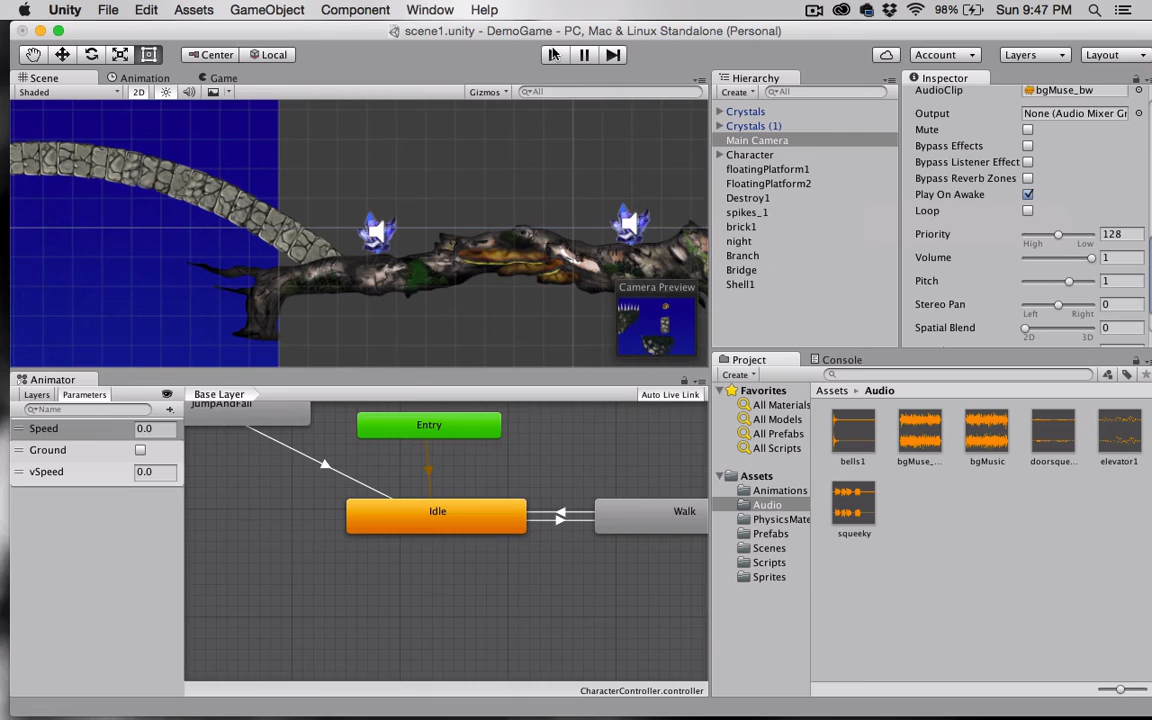 Unity File Edit Assets GameObject Component Window Help 98% Sun 9:47 PM
scene1.unity - DemoGame - PC, Mac & Linux Standalone (Personal)
Center Local Account Layers Layout
Scene Animation Game
Shaded 2D Gizmos All
Hierarchy
Create All
Crystals
Crystals (1)
Main Camera
Character
floatingPlatform1
FloatingPlatform2
Destroy1
spikes_1
brick1
night
Branch
Bridge
Shell1
Inspector
AudioClip bgMuse_bw
Output None (Audio Mixer Gr
Mute
Bypass Effects
Bypass Listener Effect
Bypass Reverb Zones
Play On Awake
Loop
Priority 128
High Low
Volume 1
Pitch 1
Stereo Pan 0
Left Right
Spatial Blend 0
2D 3D
Camera Preview
Animator
Layers Parameters Base Layer Auto Live Link
Name
Speed 0.0
Ground
vSpeed 0.0
JumpAndFall
Entry
Idle
Walk
CharacterController.controller
Project Console
Create
Favorites
All Materials
All Models
All Prefabs
All Scripts
Assets
Animations
Audio
PhysicsMate
Prefabs
Scenes
Scripts
Sprites
Assets Audio
bells1 bgMuse_... bgMusic doorsque... elevator1
squeeky